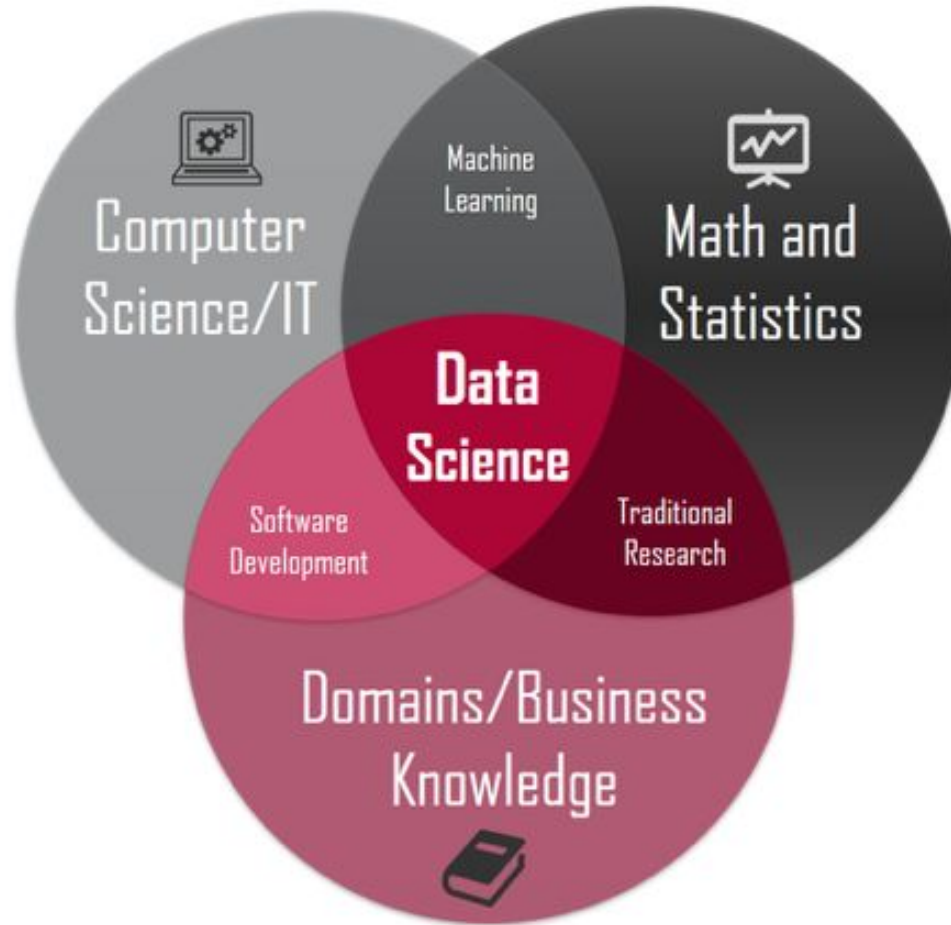 Computer
Science/IT
Machine
Learning
Math and
Statistics
Data
Science
Software
Development
Traditional
Research
Domains/Business
Knowledge